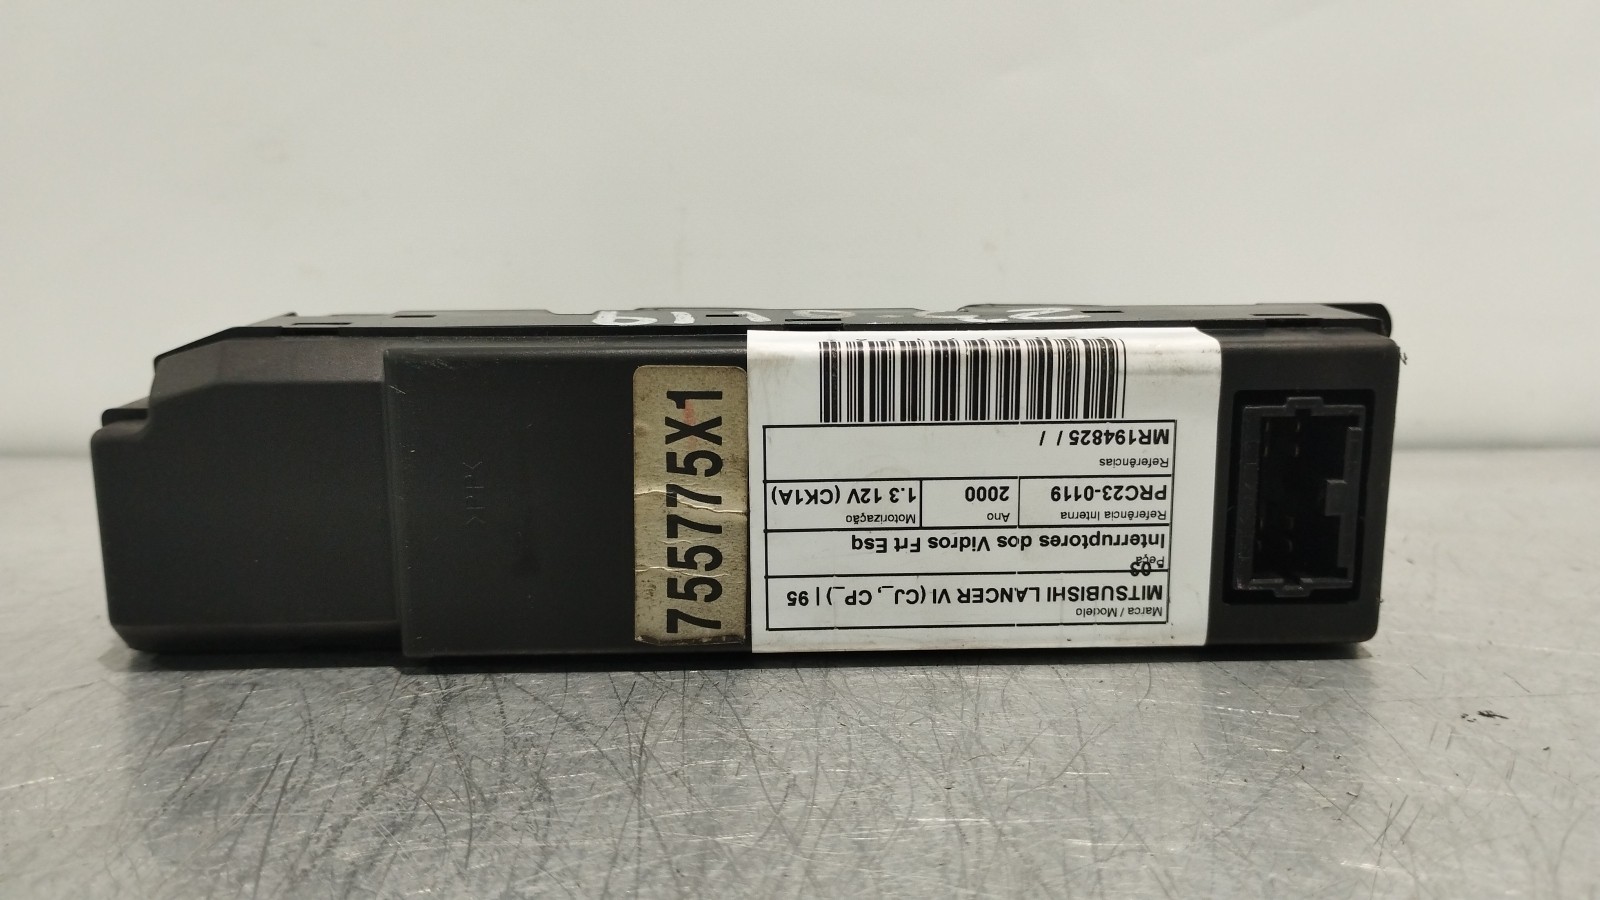 755775X1
Marca / Modelo
MITSUBISHI LANCER VI (CJ_, CP_) | 95
03
Peça
Interruptores dos Vidros Frt Esq
Referência Interna
PRC23-0119
Ano
2000
Motorização
1.3 12V (CK1A)
Referências
MR194825 / /